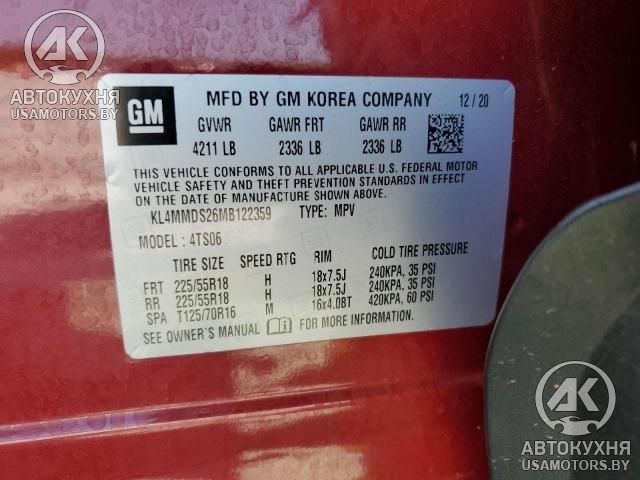 AK
АВТОКУХНЯ
USAMOTORS.BY
GM
MFD BY GM KOREA COMPANY 12/20
GVWR GAWR FRT GAWR RR
4211 LB 2336 LB 2336 LB
THIS VEHICLE CONFORMS TO ALL APPLICABLE U.S. FEDERAL MOTOR
VEHICLE SAFETY AND THEFT PREVENTION STANDARDS IN EFFECT
ON THE DATE OF MANUFACTURE SHOWN ABOVE.
KL4MMDS26MB122359 TYPE: MPV
MODEL: 4TS06
TIRE SIZE SPEED RTG RIM COLD TIRE PRESSURE
FRT 225/55R18 H 18x7.5J 240KPA, 35 PSI
RR 225/55R18 H 18x7.5J 240KPA, 35 PSI
SPA T125/70R16 M 16x4.0BT 420KPA, 60 PSI
SEE OWNER'S MANUAL i FOR MORE INFORMATION.
AK
АВТОКУХНЯ
USAMOTORS.BY